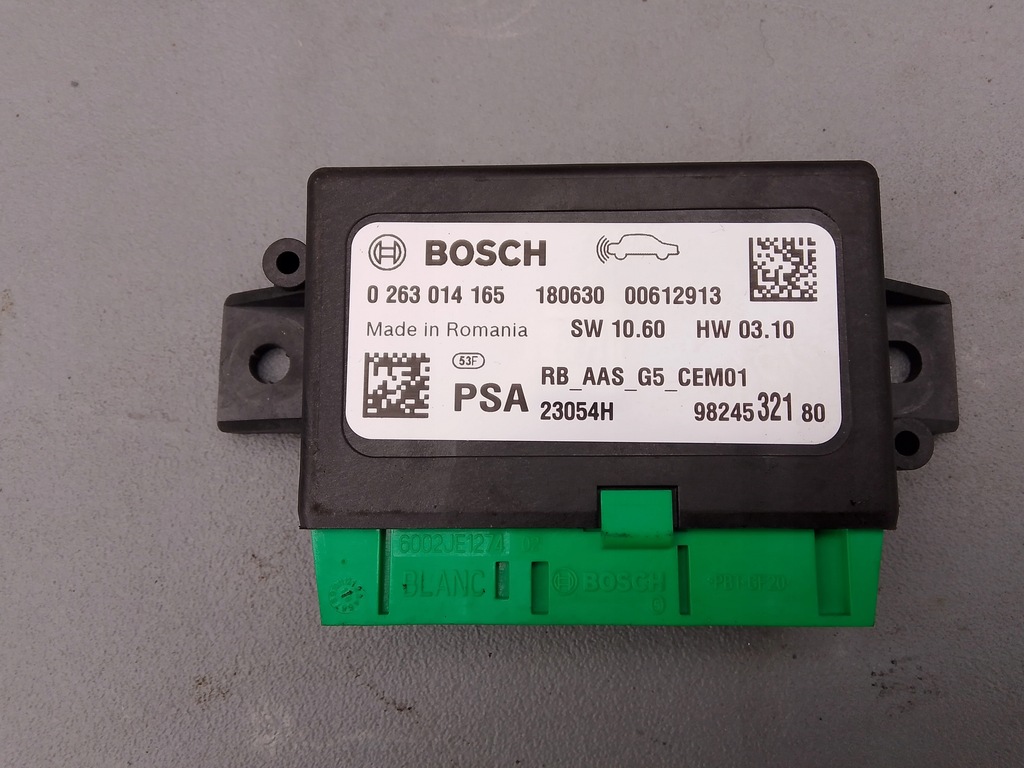 BOSCH
0 263 014 165 180630 00612913
Made in Romania SW 10.60 HW 03.10
53F
PSA RB_AAS_G5_CEM01
23054H 98245 321 80
6002JE1274
BLANC BOSCH